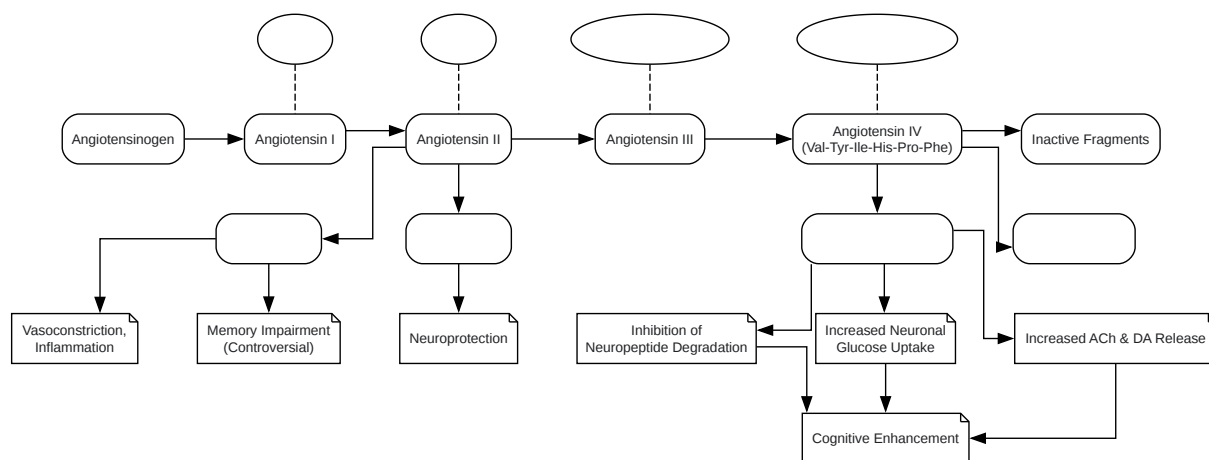 Angiotensinogen
Angiotensin I
Angiotensin II
Angiotensin III
Angiotensin IV
(Val-Tyr-Ile-His-Pro-Phe)
Inactive Fragments
Vasoconstriction,
Inflammation
Memory Impairment
(Controversial)
Neuroprotection
Inhibition of
Neuropeptide Degradation
Increased Neuronal
Glucose Uptake
Increased ACh & DA Release
Cognitive Enhancement